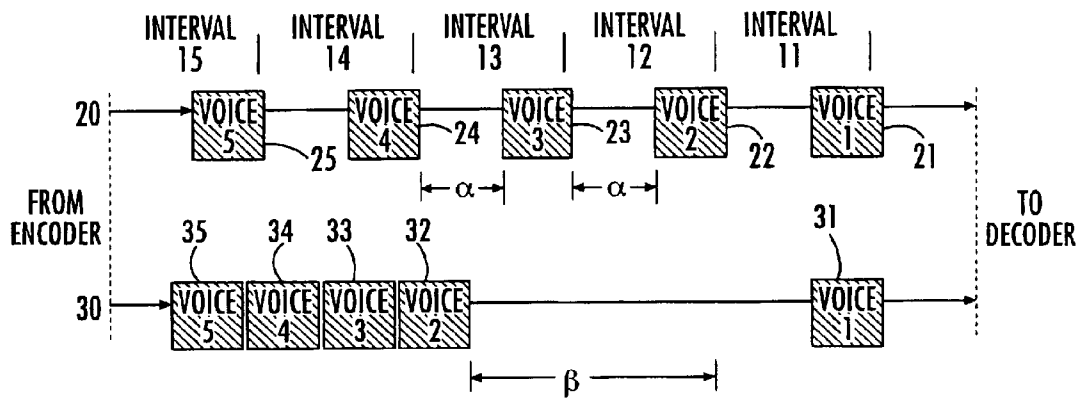 INTERVAL 15
INTERVAL 14
INTERVAL 13
INTERVAL 12
INTERVAL 11
20
VOICE 5
VOICE 4
VOICE 3
VOICE 2
VOICE 1
25
24
23
22
21
α
α
FROM ENCODER
TO DECODER
35
34
33
32
31
30
VOICE 5
VOICE 4
VOICE 3
VOICE 2
VOICE 1
β